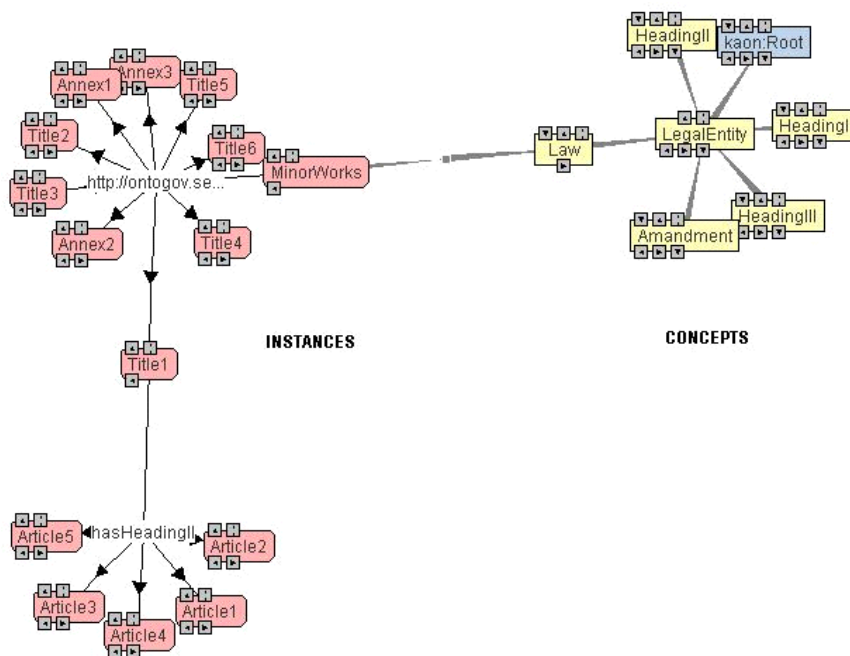 HeadingII
kaon:Root
Annex1
Annex3
Title5
Title2
Title6
LegalEntity
HeadingI
Law
MinorWorks
http://ontogov.se...
Title3
Annex2
Title4
Amandment
HeadingIII
INSTANCES
CONCEPTS
Title1
hasHeadingII
Article5
Article2
Article3
Article4
Article1